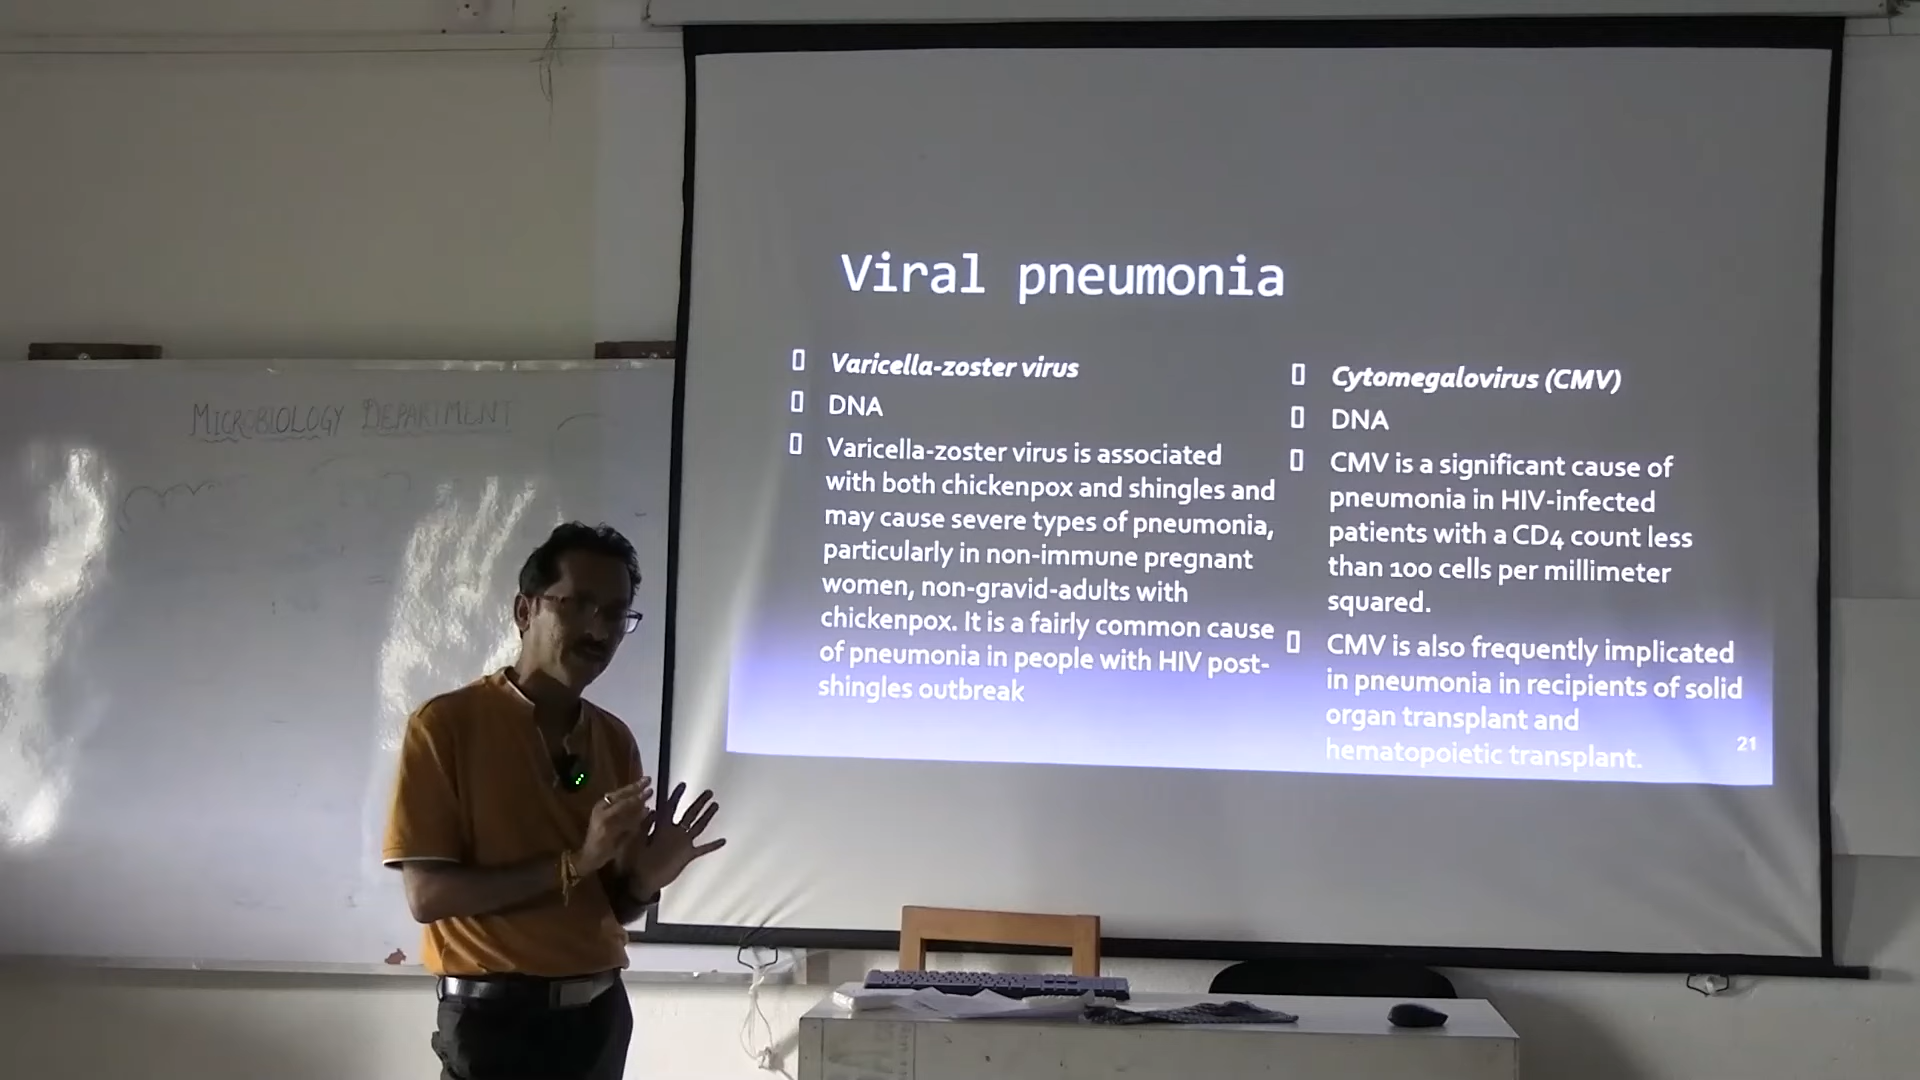 MICROBIOLOGY DEPARTMENT
Viral pneumonia
Varicella-zoster virus
DNA
Varicella-zoster virus is associated
with both chickenpox and shingles and
may cause severe types of pneumonia,
particularly in non-immune pregnant
women, non-gravid-adults with
chickenpox. It is a fairly common cause
of pneumonia in people with HIV post-
shingles outbreak
Cytomegalovirus (CMV)
DNA
CMV is a significant cause of
pneumonia in HIV-infected
patients with a CD4 count less
than 100 cells per millimeter
squared.
CMV is also frequently implicated
in pneumonia in recipients of solid
organ transplant and
hematopoietic transplant.
21